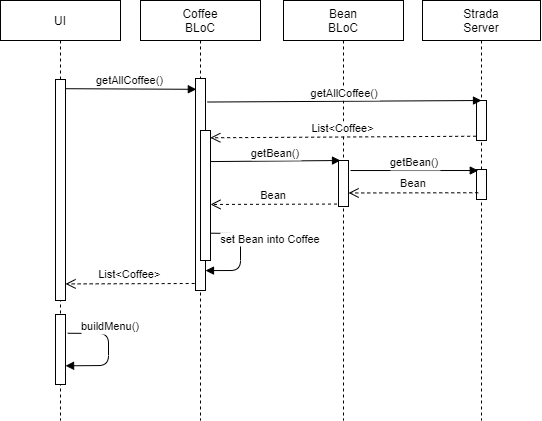 UI
Coffee
BLoC
Bean
BLoC
Strada
Server
getAllCoffee()
getAllCoffee()
List<Coffee>
getBean()
getBean()
Bean
Bean
set Bean into Coffee
List<Coffee>
buildMenu()